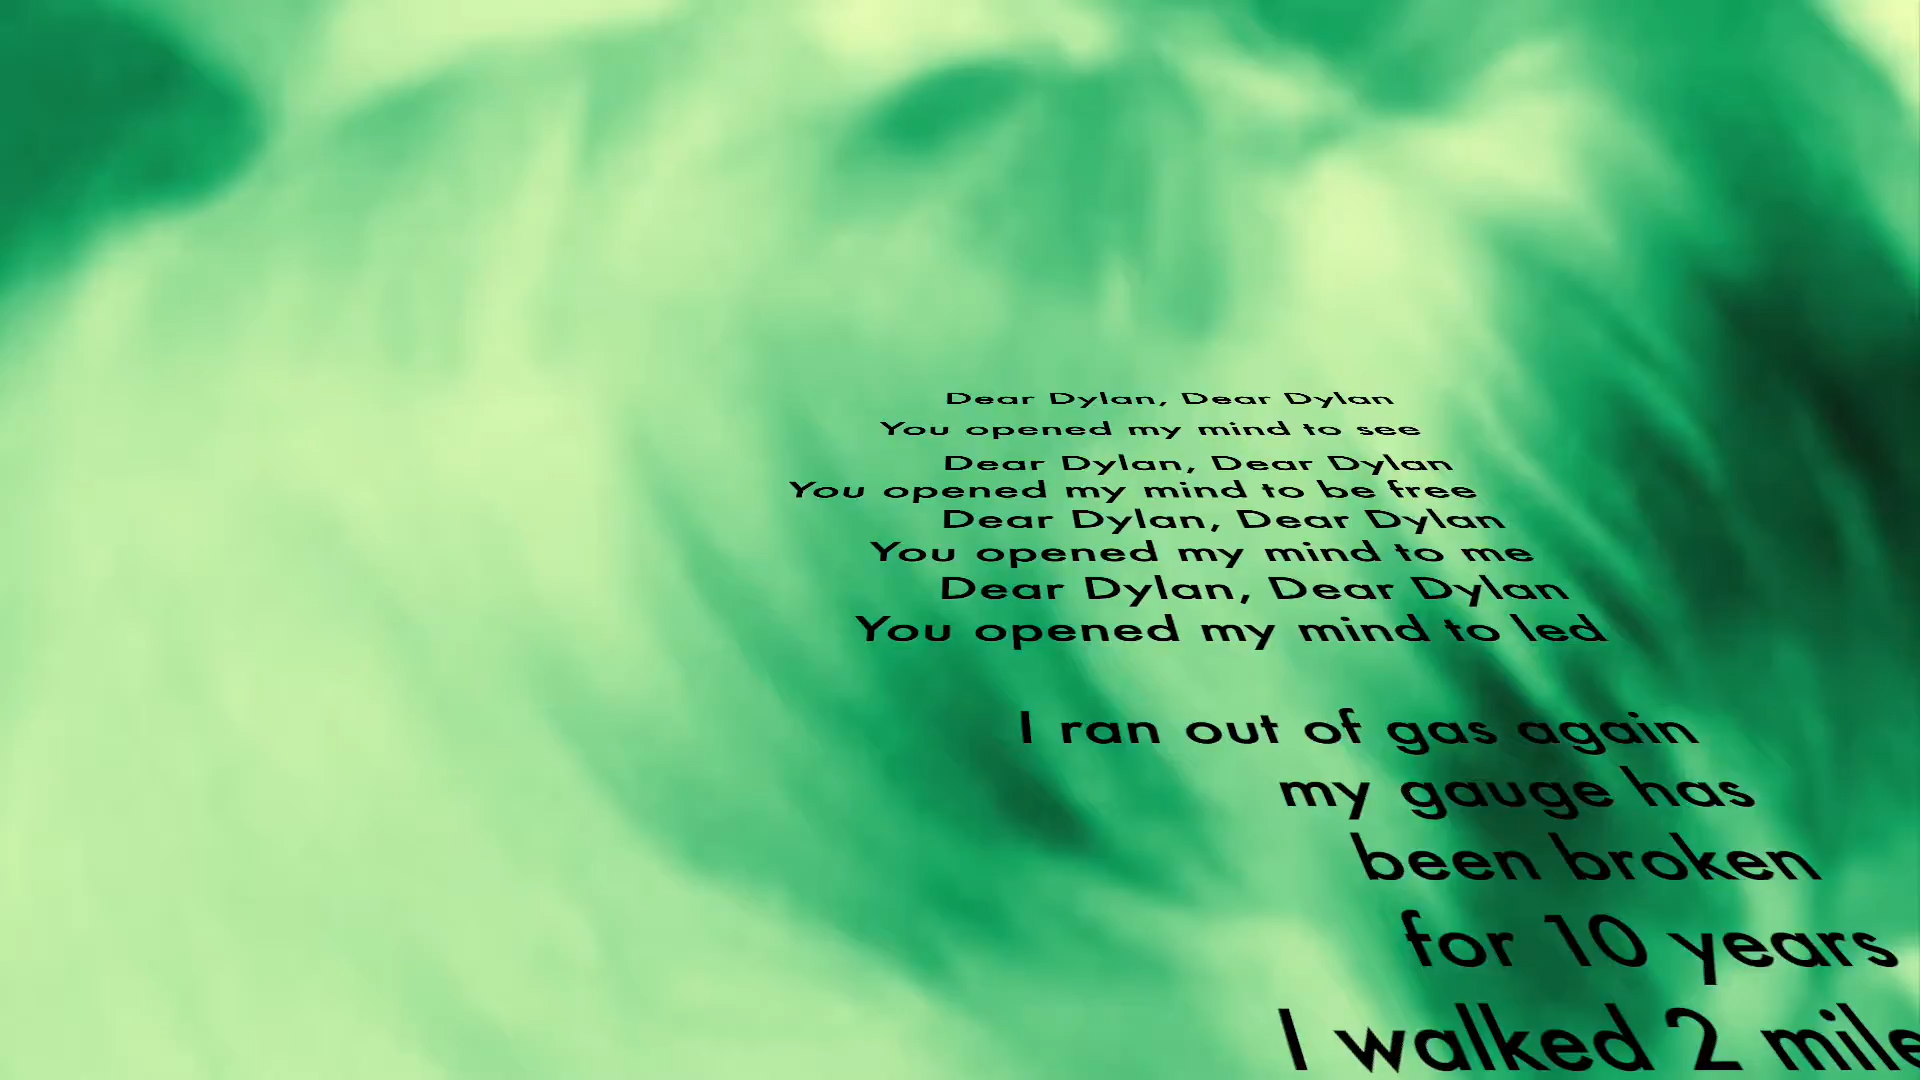 Dear Dylan, Dear Dylan
You opened my mind to see
Dear Dylan, Dear Dylan
You opened my mind to be free
Dear Dylan, Dear Dylan
You opened my mind to me
Dear Dylan, Dear Dylan
You opened my mind to led
I ran out of gas again
my gauge has
been broken
for 10 years
I walked 2 mile